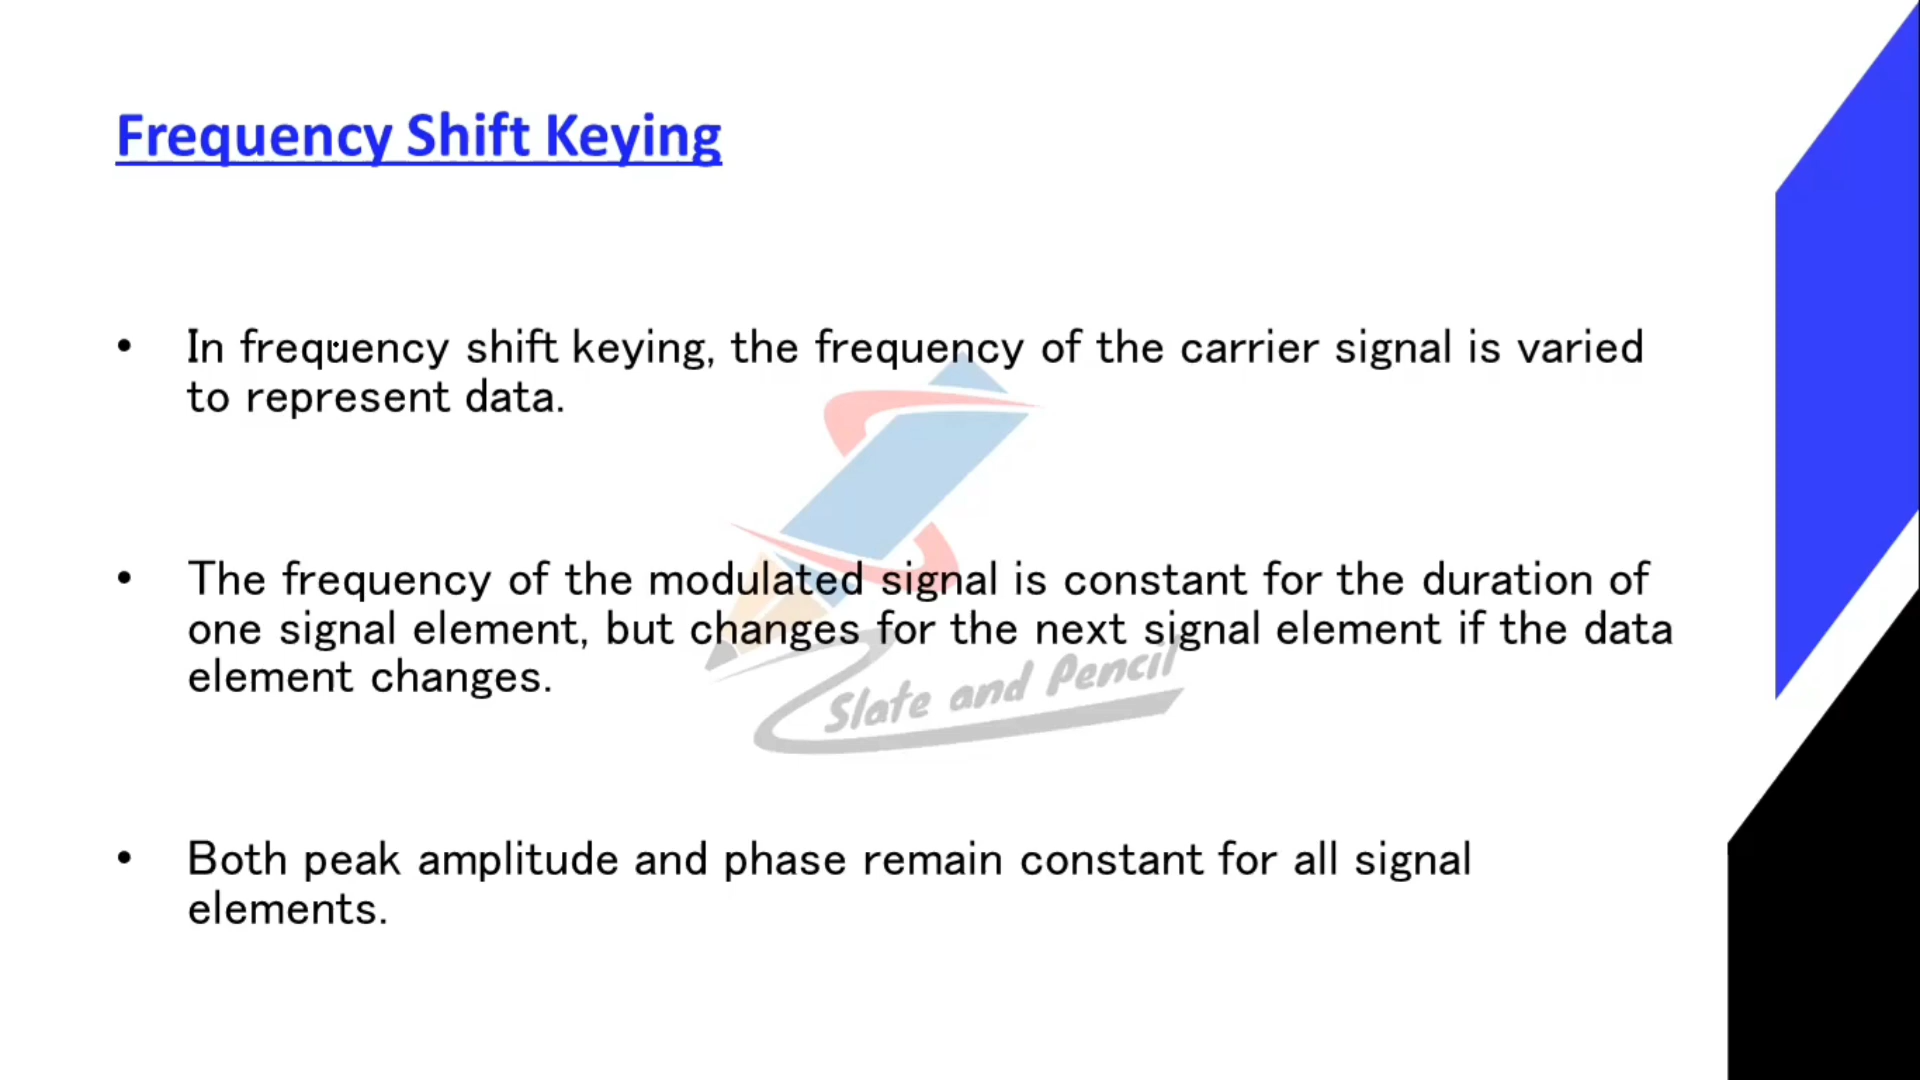 Frequency Shift Keying
• In frequency shift keying, the frequency of the carrier signal is varied
to represent data.
• The frequency of the modulated signal is constant for the duration of
one signal element, but changes for the next signal element if the data
element changes.
Slate and Pencil
• Both peak amplitude and phase remain constant for all signal
elements.